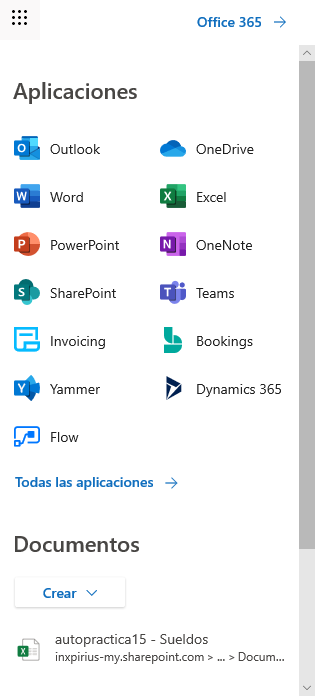 Office 365 →
Aplicaciones
Outlook OneDrive
Word Excel
PowerPoint OneNote
SharePoint Teams
Invoicing Bookings
Yammer Dynamics 365
Flow
Todas las aplicaciones →
Documentos
Crear
autopractica15 - Sueldos
inxpirius-my.sharepoint.com > ... > Docum...